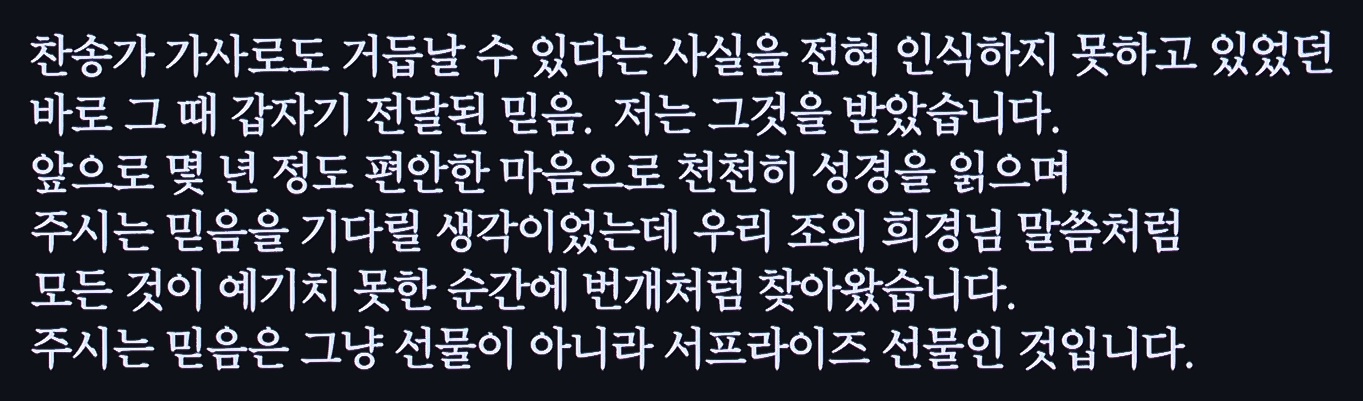 찬송가 가사로도 거듭날 수 있다는 사실을 전혀 인식하지 못하고 있었던
바로 그 때 갑자기 전달된 믿음. 저는 그것을 받았습니다.
앞으로 몇 년 정도 편안한 마음으로 천천히 성경을 읽으며
주시는 믿음을 기다릴 생각이었는데 우리 조의 희경님 말씀처럼
모든 것이 예기치 못한 순간에 번개처럼 찾아왔습니다.
주시는 믿음은 그냥 선물이 아니라 서프라이즈 선물인 것입니다.